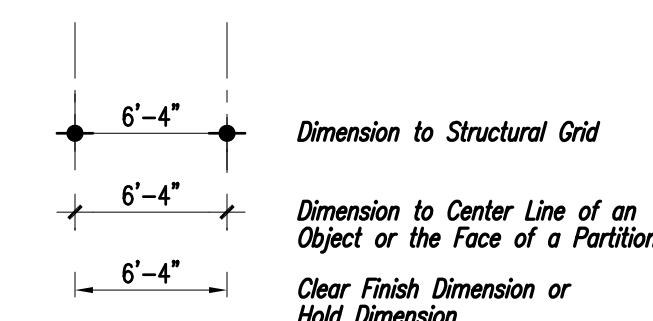 6'-4"
Dimension to Structural Grid
6'-4"
Dimension to Center Line of an
Object or the Face of a Partition
6'-4"
Clear Finish Dimension or
Hold Dimension